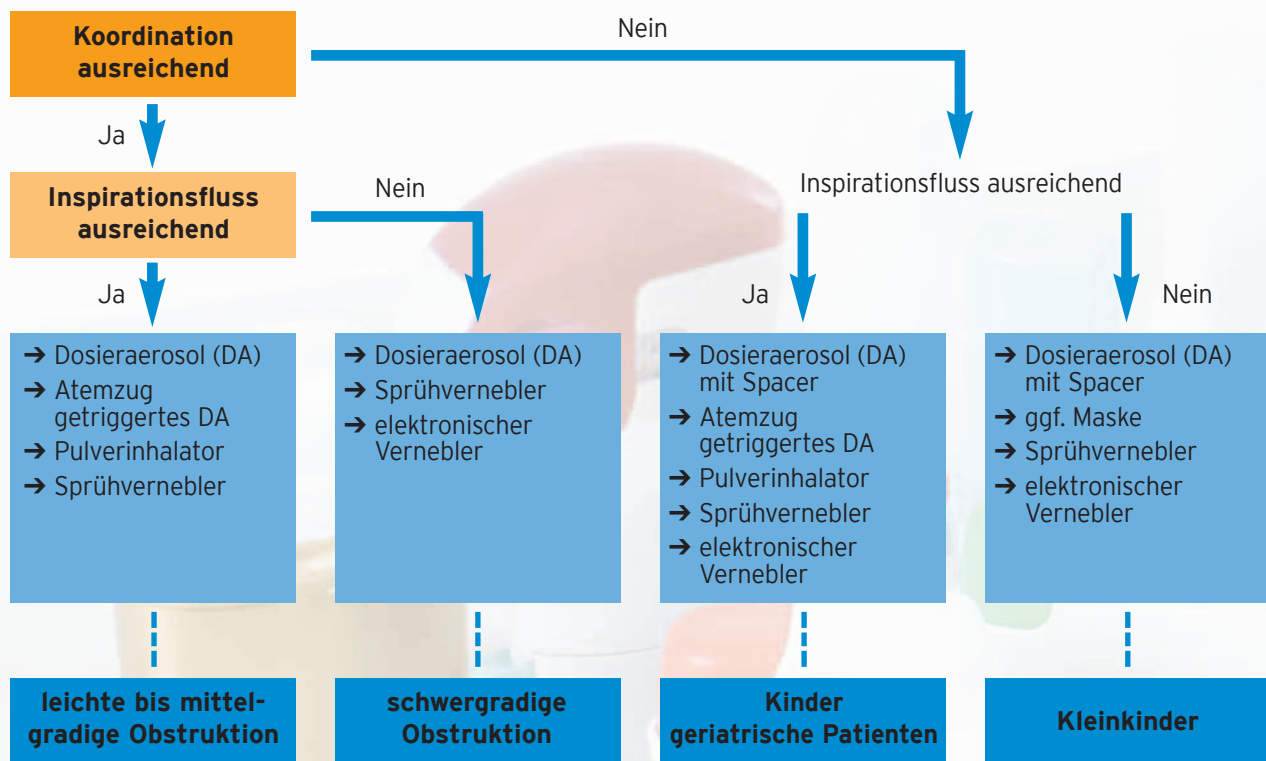 Koordination
ausreichend
Nein
Ja
Inspirationsfluss
ausreichend
Nein
Inspirationsfluss ausreichend
Ja
Ja
Nein
➔ Dosieraerosol (DA)
➔ Atemzug
getriggertes DA
➔ Pulverinhalator
➔ Sprühvernebler
➔ Dosieraerosol (DA)
➔ Sprühvernebler
➔ elektronischer
Vernebler
➔ Dosieraerosol (DA)
mit Spacer
➔ Atemzug
getriggertes DA
➔ Pulverinhalator
➔ Sprühvernebler
➔ elektronischer
Vernebler
➔ Dosieraerosol (DA)
mit Spacer
➔ ggf. Maske
➔ Sprühvernebler
➔ elektronischer
Vernebler
leichte bis mittel-
gradige Obstruktion
schwergradige
Obstruktion
Kinder
geriatrische Patienten
Kleinkinder